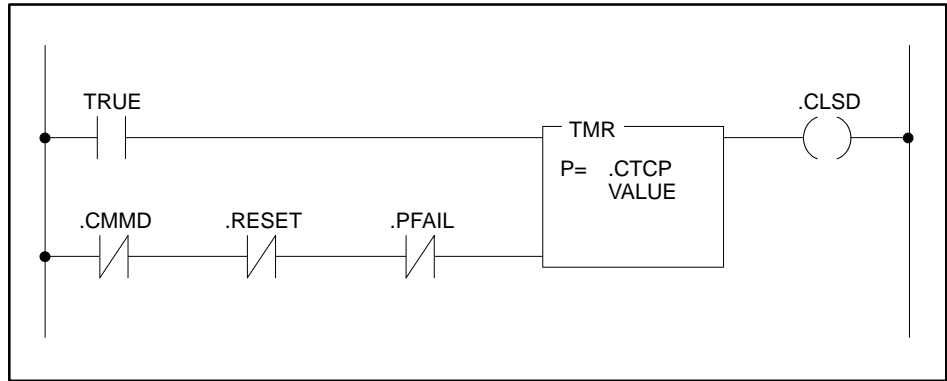 TRUE
.CLSD
TMR
P= .CTCP
VALUE
.CMMD
.RESET
.PFAIL